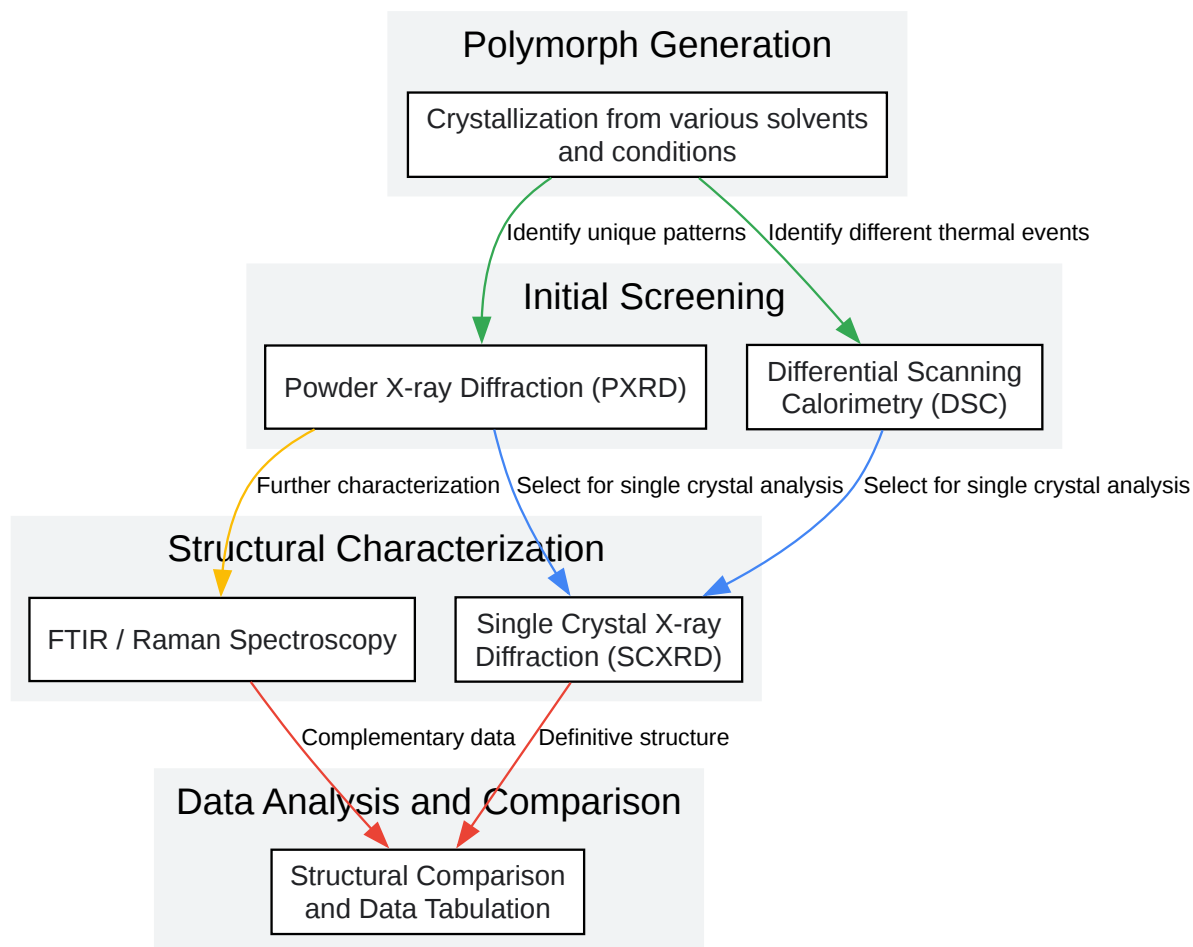 Polymorph Generation
Crystallization from various solvents
and conditions
Identify unique patterns
Identify different thermal events
Initial Screening
Powder X-ray Diffraction (PXRD)
Differential Scanning
Calorimetry (DSC)
Further characterization
Select for single crystal analysis
Select for single crystal analysis
Structural Characterization
FTIR / Raman Spectroscopy
Single Crystal X-ray
Diffraction (SCXRD)
Complementary data
Definitive structure
Data Analysis and Comparison
Structural Comparison
and Data Tabulation